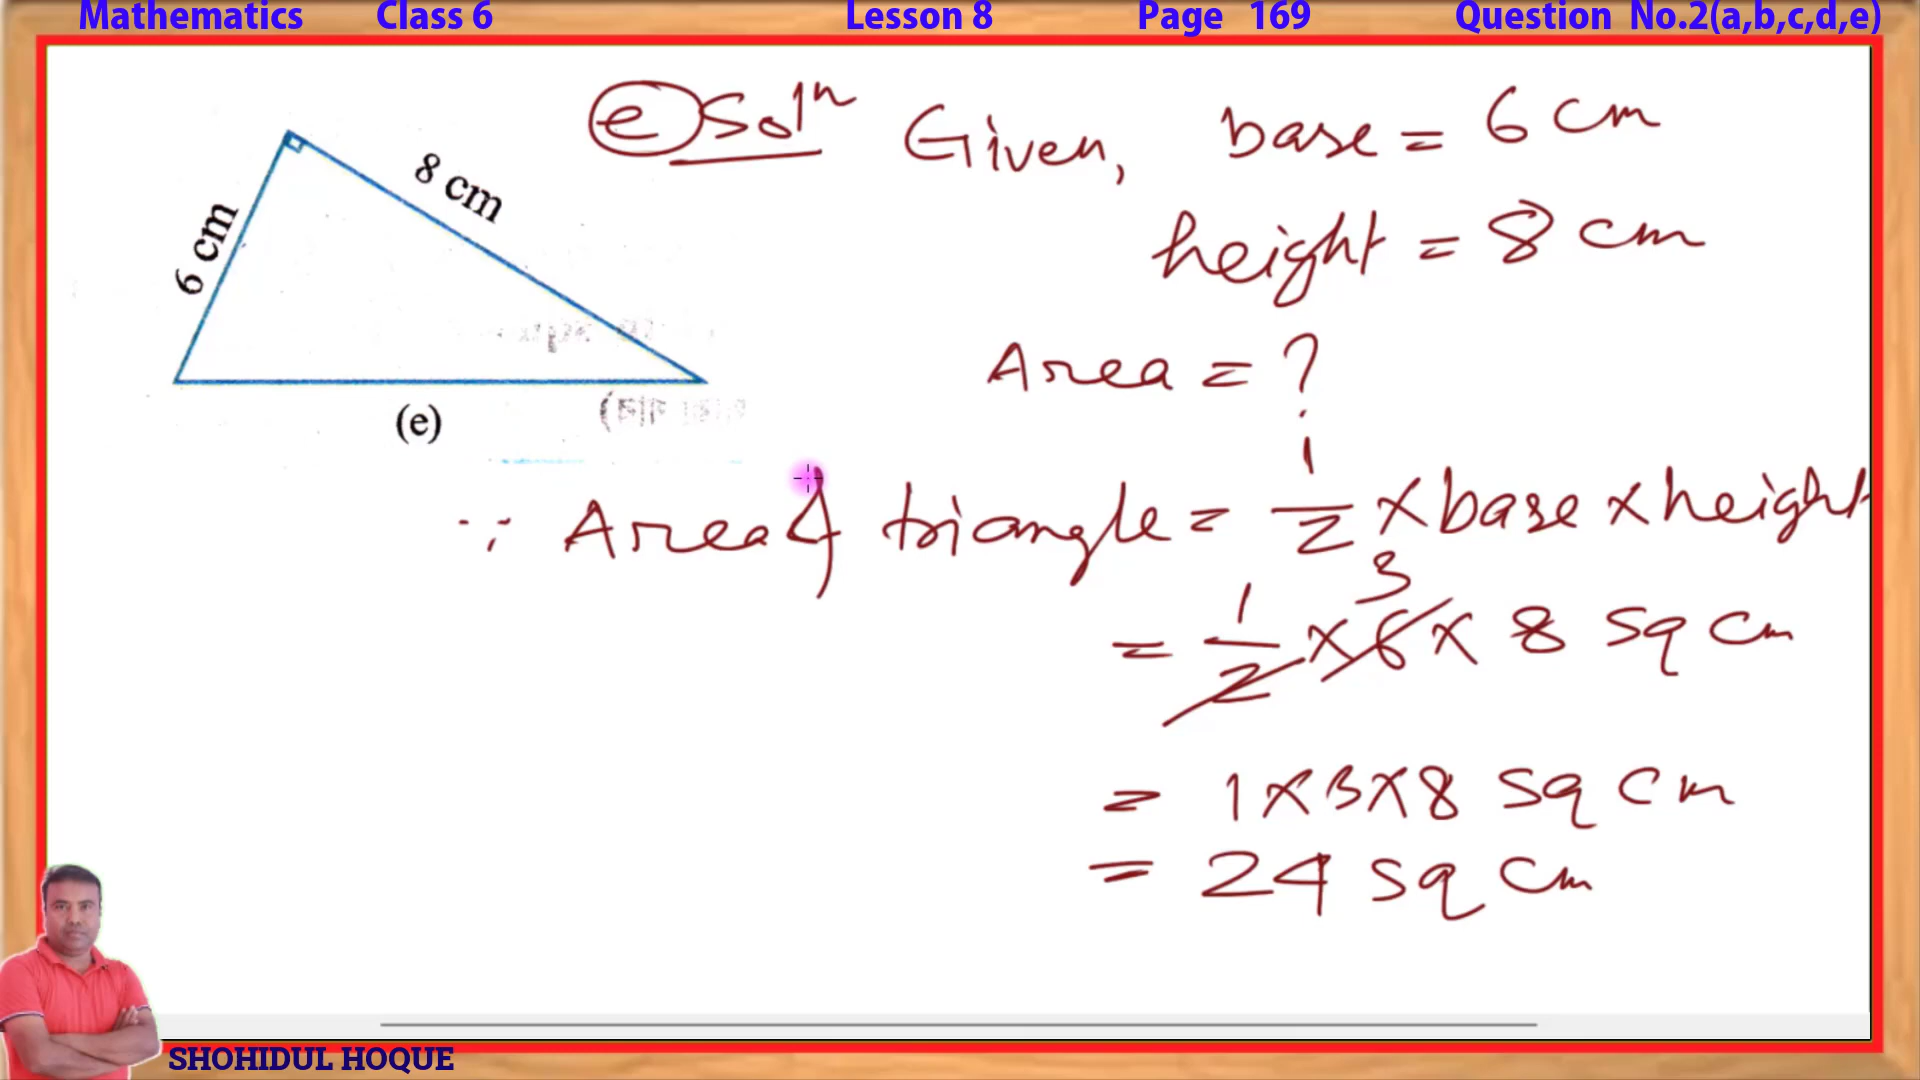 Mathematics Class 6 Lesson 8 Page 169 Question No.2(a,b,c,d,e)
e Solⁿ Given, base = 6 cm
8 cm
6 cm
height = 8 cm
Area = ?
(e)
∵ Area of triangle = 1/2 × base × height
3
= 1/2 × 6 × 8 sq cm
= 1 × 3 × 8 sq cm
= 24 sq cm
SHOHIDUL HOQUE